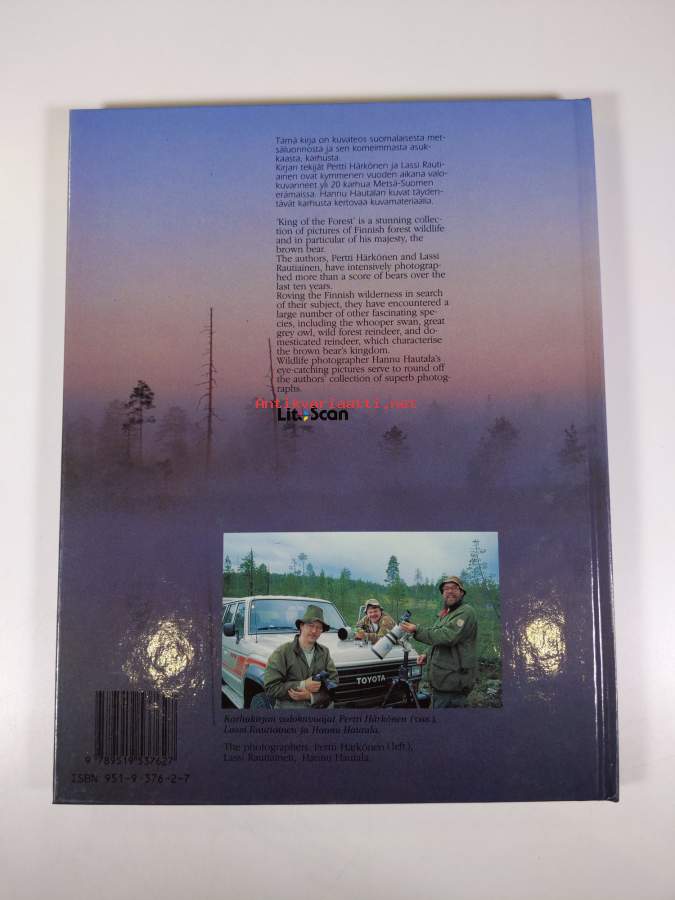 Tämä kirja on kuvateos suomalaisesta met-
säluonnosta ja sen komeimmasta asuk-
kaasta, karhusta.
Kirjan tekijät Pertti Härkönen ja Lassi Rauti-
ainen ovat kymmenen vuoden aikana valo-
kuvanneet yli 20 karhua Metsä-Suomen
erämaissa. Hannu Hautalan kuvat täyden-
tävät karhusta kertovaa kuvamateriaalia.
'King of the Forest' is a stunning collec-
tion of pictures of Finnish forest wildlife
and in particular of his majesty, the
brown bear.
The authors, Pertti Härkönen and Lassi
Rautiainen, have intensively photograp-
hed more than a score of bears over the
last ten years.
Roving the Finnish wilderness in search
of their subject, they have encountered a
large number of other fascinating spe-
cies, including the whooper swan, great
grey owl, wild forest reindeer, and do-
mesticated reindeer, which characterise
the brown bear's kingdom.
Wildlife photographer Hannu Hautala's
eye-catching pictures serve to round off
the authors' collection of superb photog-
raphs.
Antikvariaatti.net
Lit Scan
TOYOTA
Karhukirjan valokuvaajat Pertti Härkönen (vas.),
Lassi Rautiainen ja Hannu Hautala.
The photographers: Pertti Härkönen (left),
Lassi Rautiainen, Hannu Hautala.
9 789519 537627
ISBN 951-9 376-2-7